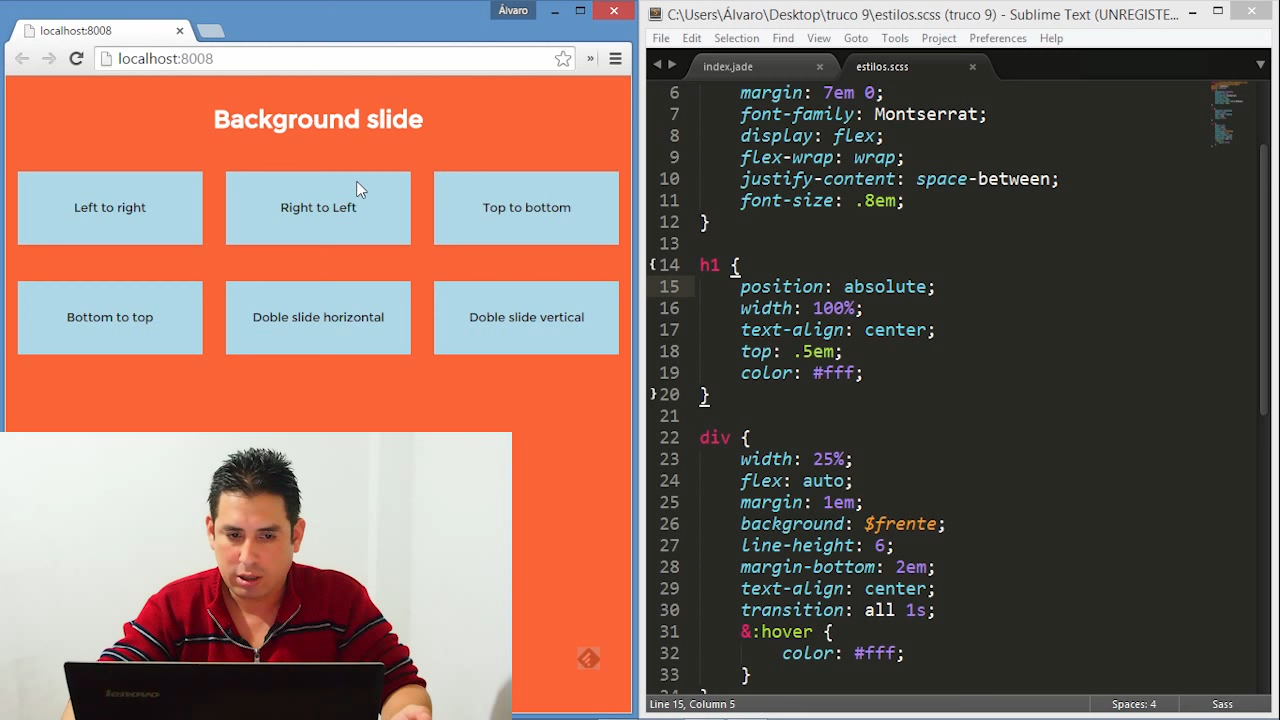 Álvaro
localhost:8008
localhost:8008
Background slide
Left to right
Right to Left
Top to bottom
Bottom to top
Doble slide horizontal
Doble slide vertical
lenovo
C:\Users\Álvaro\Desktop\truco 9\estilos.scss (truco 9) - Sublime Text (UNREGISTE...
File Edit Selection Find View Goto Tools Project Preferences Help
index.jade
estilos.scss
6 margin: 7em 0;
7 font-family: Montserrat;
8 display: flex;
9 flex-wrap: wrap;
10 justify-content: space-between;
11 font-size: .8em;
12 }
13
14 h1 {
15 position: absolute;
16 width: 100%;
17 text-align: center;
18 top: .5em;
19 color: #fff;
20 }
21
22 div {
23 width: 25%;
24 flex: auto;
25 margin: 1em;
26 background: $frente;
27 line-height: 6;
28 margin-bottom: 2em;
29 text-align: center;
30 transition: all 1s;
31 &:hover {
32 color: #fff;
33 }
Line 15, Column 5
Spaces: 4
Sass